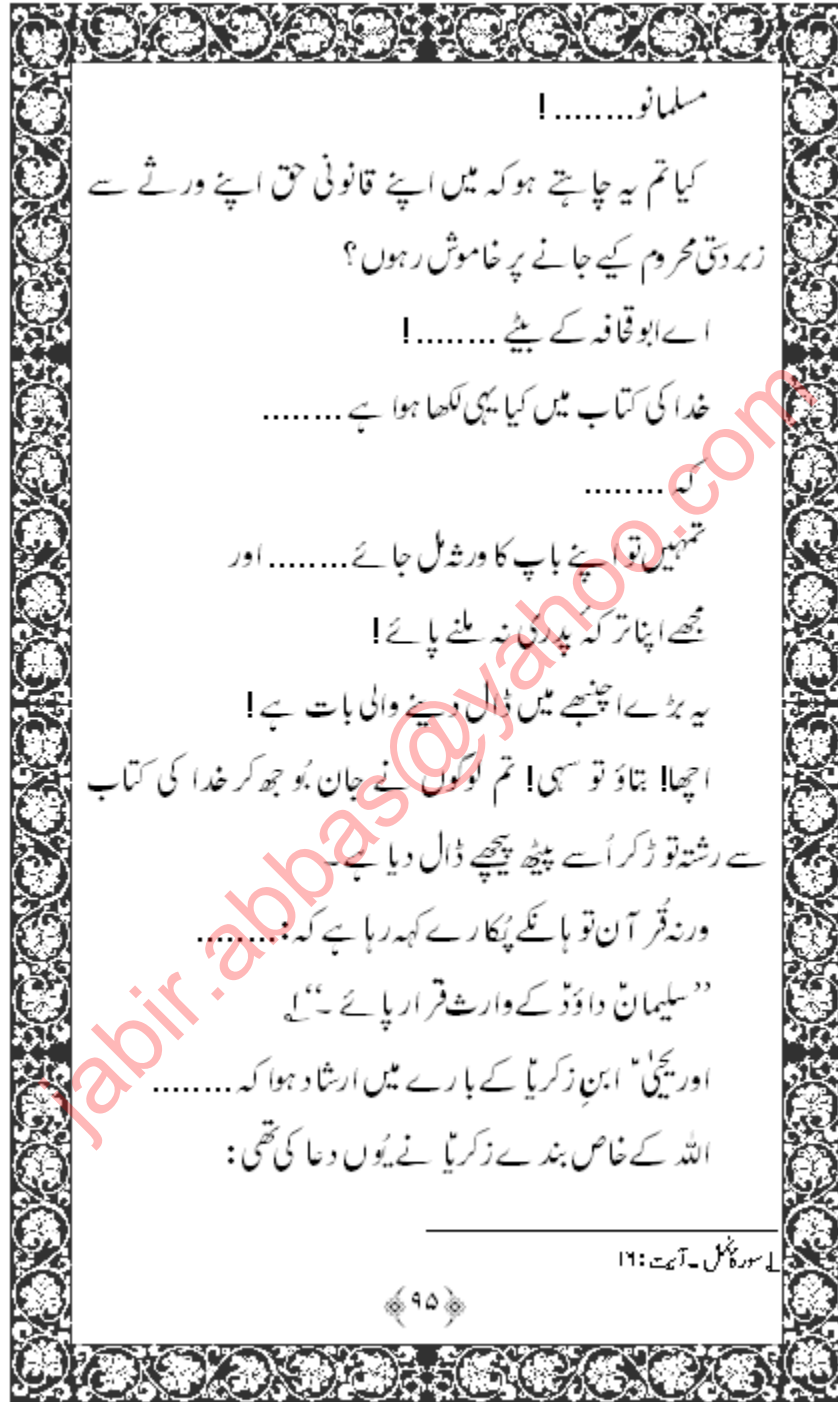 مسلمانو........!
کیا تم یہ چاہتے ہو کہ میں اپنے قانونی حق اپنے ورثے سے
زبردستی محروم کیے جانے پر خاموش رہوں؟
اے ابو قحافہ کے بیٹے ........!
خدا کی کتاب میں کیا یہی لکھا ہوا ہے ........
کہ ........
تمہیں تو اپنے باپ کا ورثہ مل جائے........ اور
مجھے اپنا ترکۂ پدری نہ ملنے پائے!
یہ بڑے اچنبھے میں ڈال دینے والی بات ہے!
اچھا! بتاؤ تو سہی! تم لوگوں نے جان بُوجھ کر خدا کی کتاب
سے رشتہ توڑ کر اُسے پیٹھ پیچھے ڈال دیا ہے۔
ورنہ قُرآن تو ہانکے پُکارے کہہ رہا ہے کہ:........
’’سلیمانؑ داؤدؑ کے وارث قرار پائے۔‘‘ ۱
اور یحییٰؑ ابنِ زکریاؑ کے بارے میں ارشاد ہوا کہ ........
اللہ کے خاص بندے زکریاؑ نے یُوں دعا کی تھی:
۱ سورۂ نمل ۔ آیت: ۱۶
﴿۹۵﴾
jabir.abbas@yahoo.com